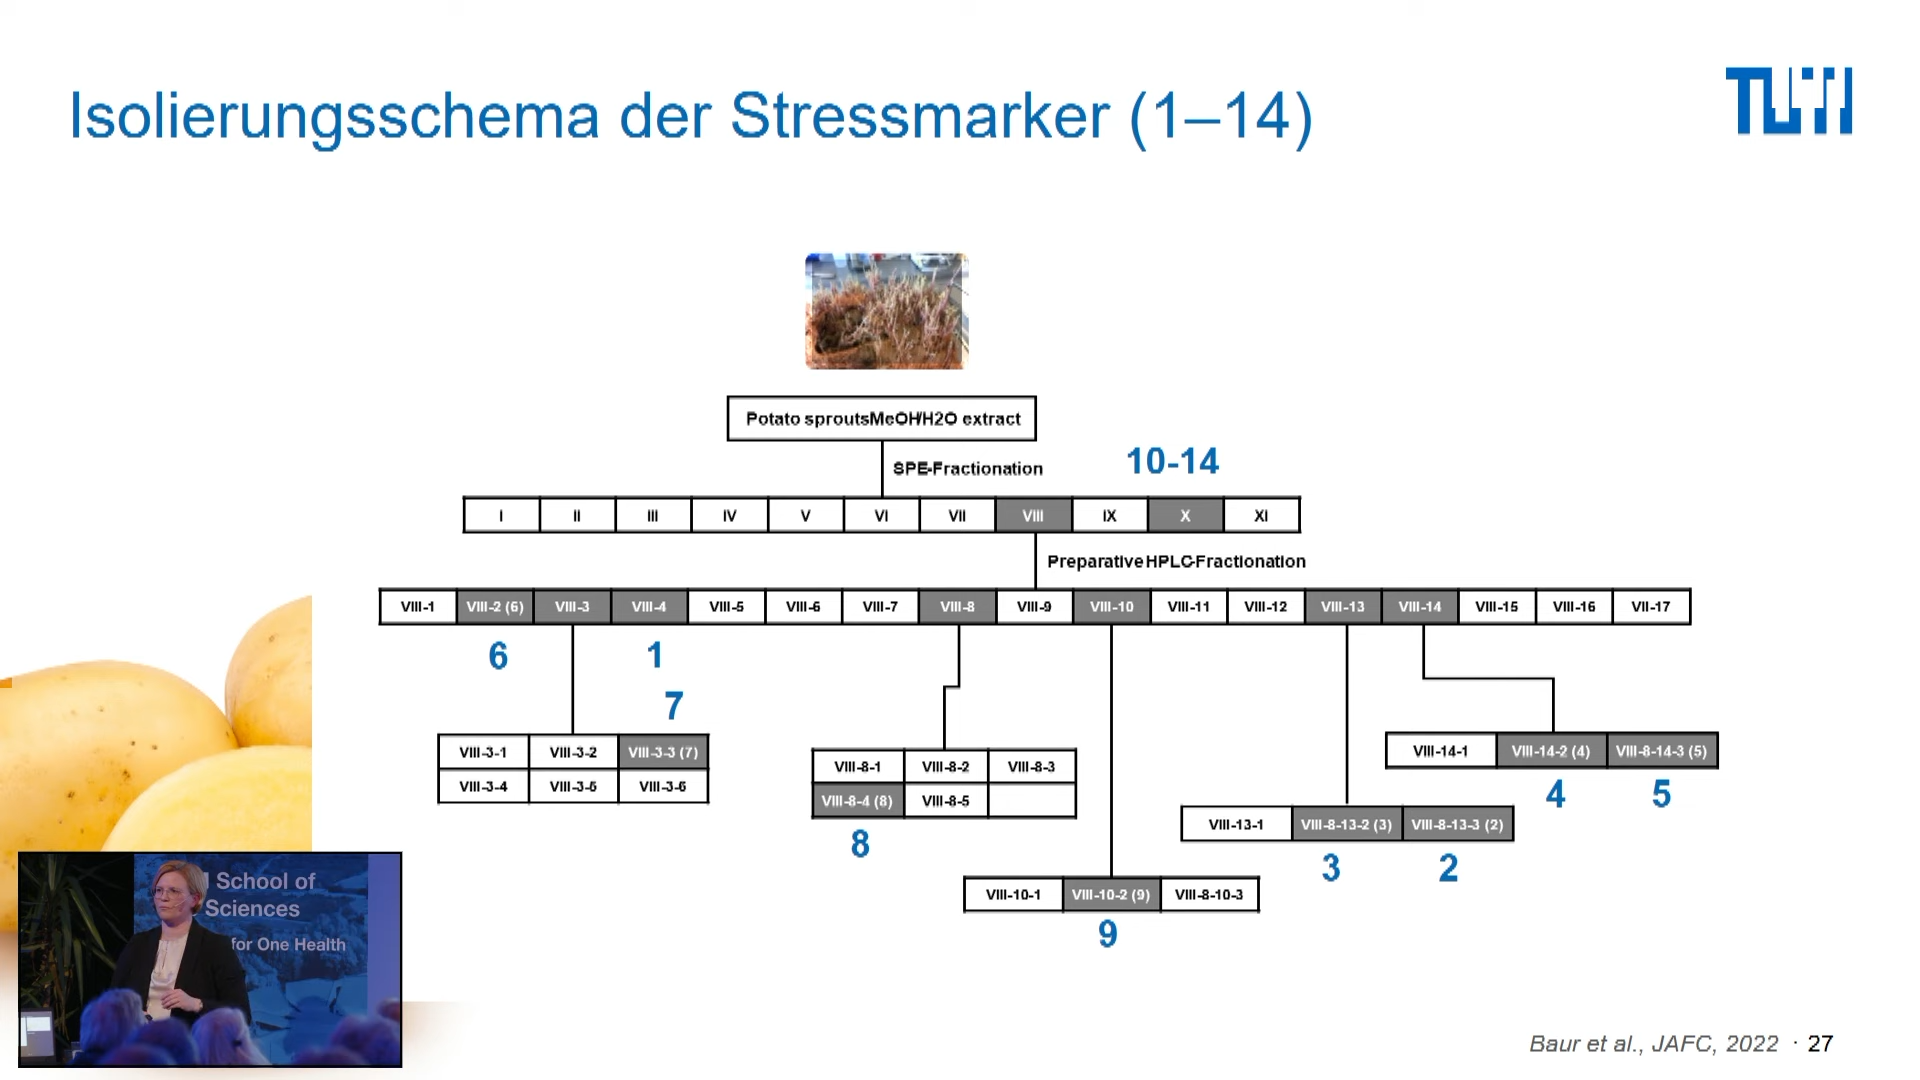 Isolierungsschema der Stressmarker (1–14)
TUM
Potato sproutsMeOH/H2O extract
SPE-Fractionation
10-14
I II III IV V VI VII VIII IX X XI
Preparative HPLC-Fractionation
VIII-1 VIII-2 (6) VIII-3 VIII-4 VIII-5 VIII-6 VIII-7 VIII-8 VIII-9 VIII-10 VIII-11 VIII-12 VIII-13 VIII-14 VIII-15 VIII-16 VII-17
6 1
7
VIII-3-1 VIII-3-2 VIII-3-3 (7)
VIII-3-4 VIII-3-5 VIII-3-6
VIII-8-1 VIII-8-2 VIII-8-3
VIII-8-4 (8) VIII-8-5
8
VIII-14-1 VIII-14-2 (4) VIII-8-14-3 (5)
4 5
VIII-13-1 VIII-8-13-2 (3) VIII-8-13-3 (2)
3 2
VIII-10-1 VIII-10-2 (9) VIII-8-10-3
9
School of
Sciences
for One Health
Baur et al., JAFC, 2022 · 27